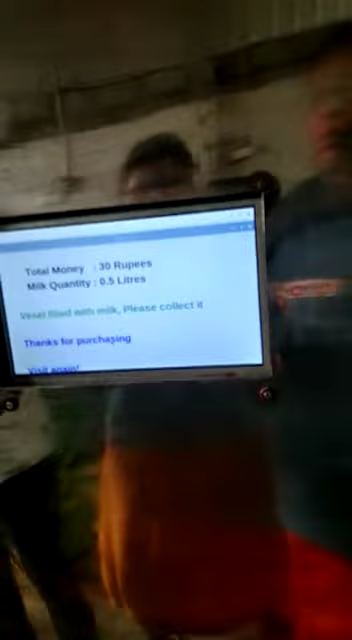 Total Money : 30 Rupees
Milk Quantity : 0.5 Litres
Vesel filled with milk, Please collect it
Thanks for purchasing
Visit again!